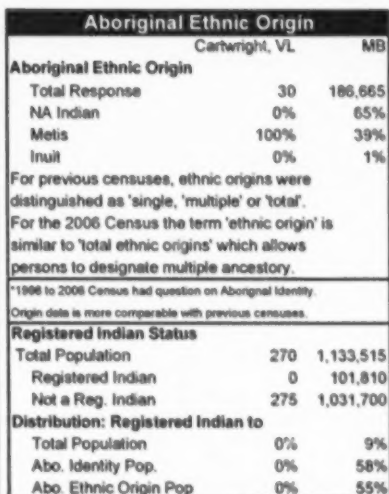 Aboriginal Ethnic Origin
Cartwright, VL MB
Aboriginal Ethnic Origin
Total Response 30 186,665
NA Indian 0% 65%
Metis 100% 39%
Inuit 0% 1%
For previous censuses, ethnic origins were
distinguished as 'single, 'multiple' or 'total'.
For the 2006 Census the term 'ethnic origin' is
similar to 'total ethnic origins' which allows
persons to designate multiple ancestory.
*1996 to 2006 Census had question on Aboriginal Identity.
Origin data is more comparable with previous censuses.
Registered Indian Status
Total Population 270 1,133,515
Registered Indian 0 101,810
Not a Reg. Indian 275 1,031,700
Distribution: Registered Indian to
Total Population 0% 9%
Abo. Identity Pop. 0% 58%
Abo. Ethnic Origin Pop 0% 55%